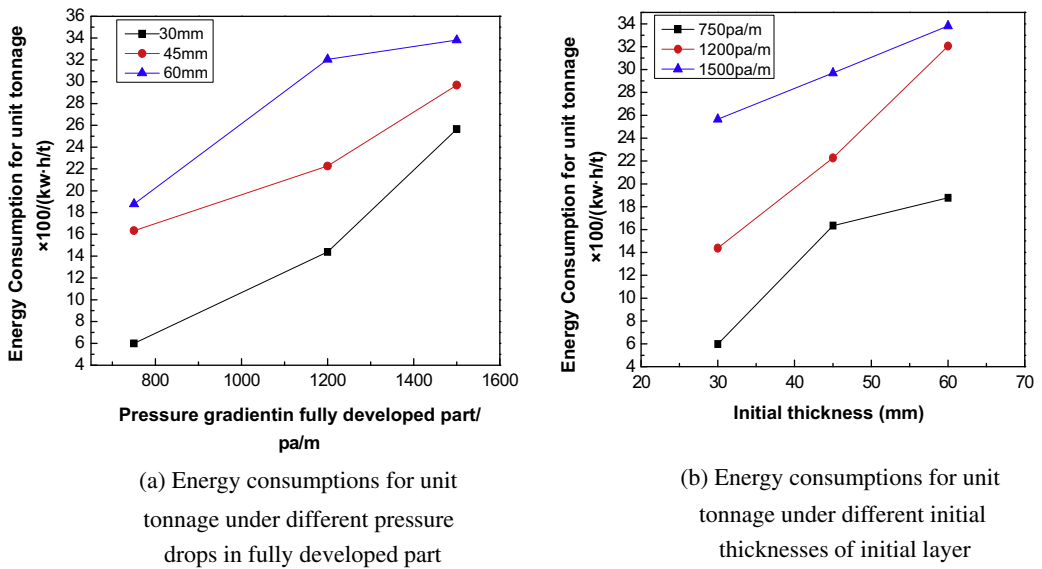 Energy Consumption for unit tonnage
×100/(kw·h/t)
36
34
32
30
28
26
24
22
20
18
16
14
12
10
8
6
4
30mm
45mm
60mm
800
1000
1200
1400
1600
Pressure gradientin fully developed part/
pa/m
(a) Energy consumptions for unit
tonnage under different pressure
drops in fully developed part
Energy Consumption for unit tonnage
×100/(kw·h/t)
34
32
30
28
26
24
22
20
18
16
14
12
10
8
6
4
750pa/m
1200pa/m
1500pa/m
20
30
40
50
60
70
Initial thickness (mm)
(b) Energy consumptions for unit
tonnage under different initial
thicknesses of initial layer